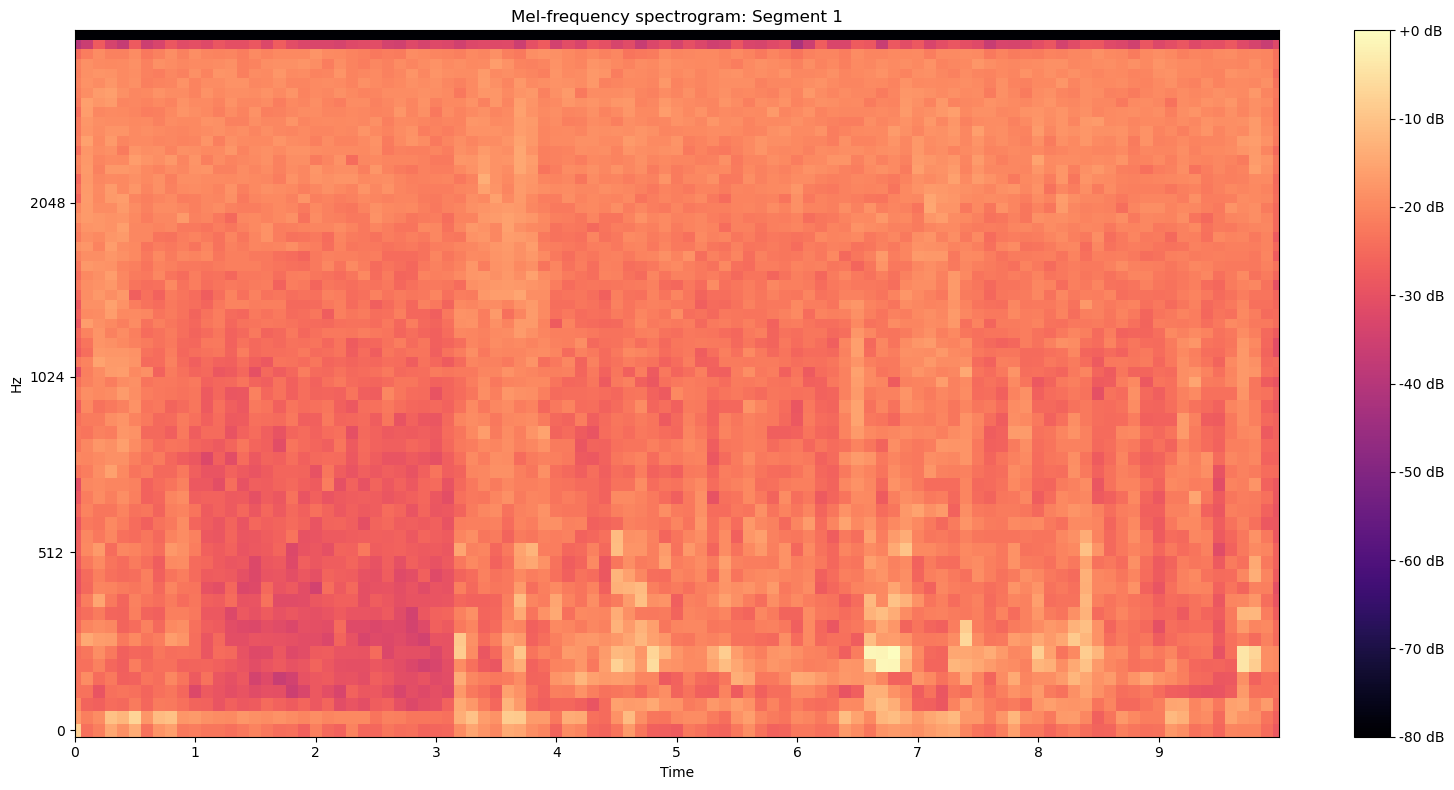 Mel-frequency spectrogram: Segment 1
Hz
2048
1024
512
0
0 1 2 3 4 5 6 7 8 9
Time
+0 dB
-10 dB
-20 dB
-30 dB
-40 dB
-50 dB
-60 dB
-70 dB
-80 dB